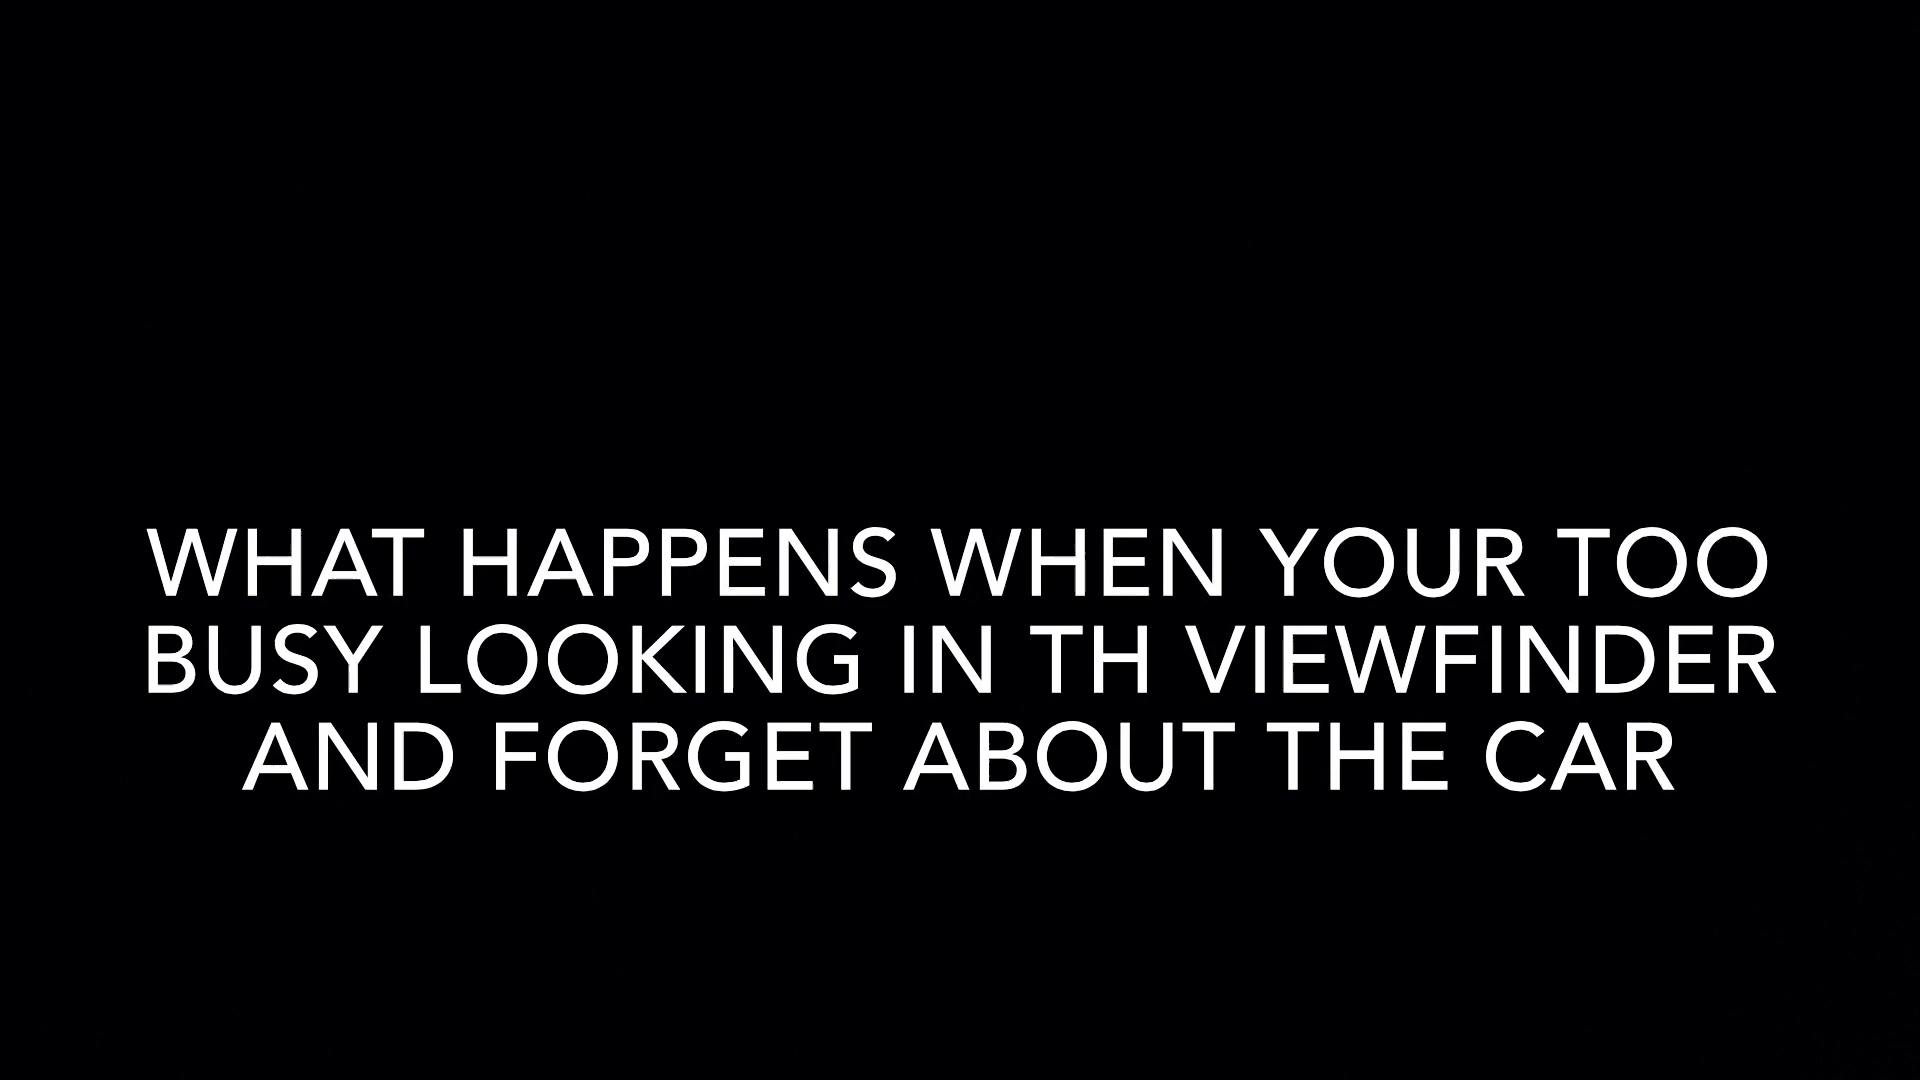 WHAT HAPPENS WHEN YOUR TOO
BUSY LOOKING IN TH VIEWFINDER
AND FORGET ABOUT THE CAR